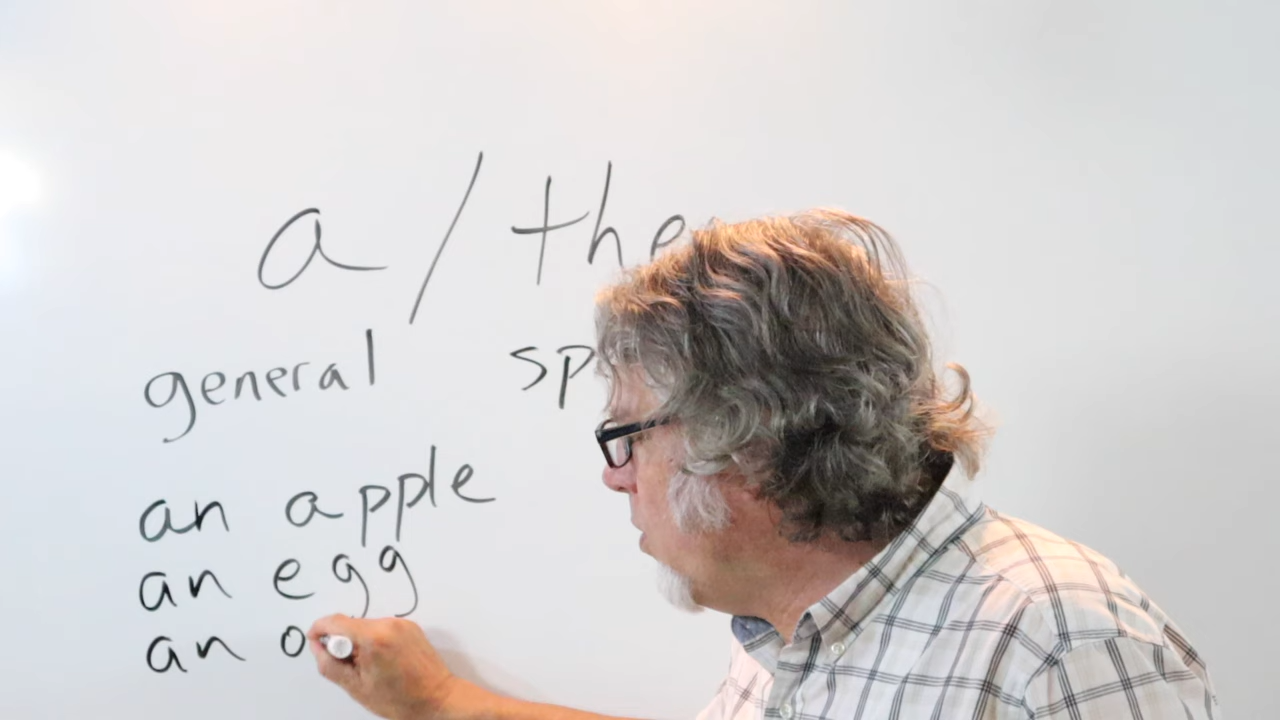 a / the
general sp
an apple
an egg
an o